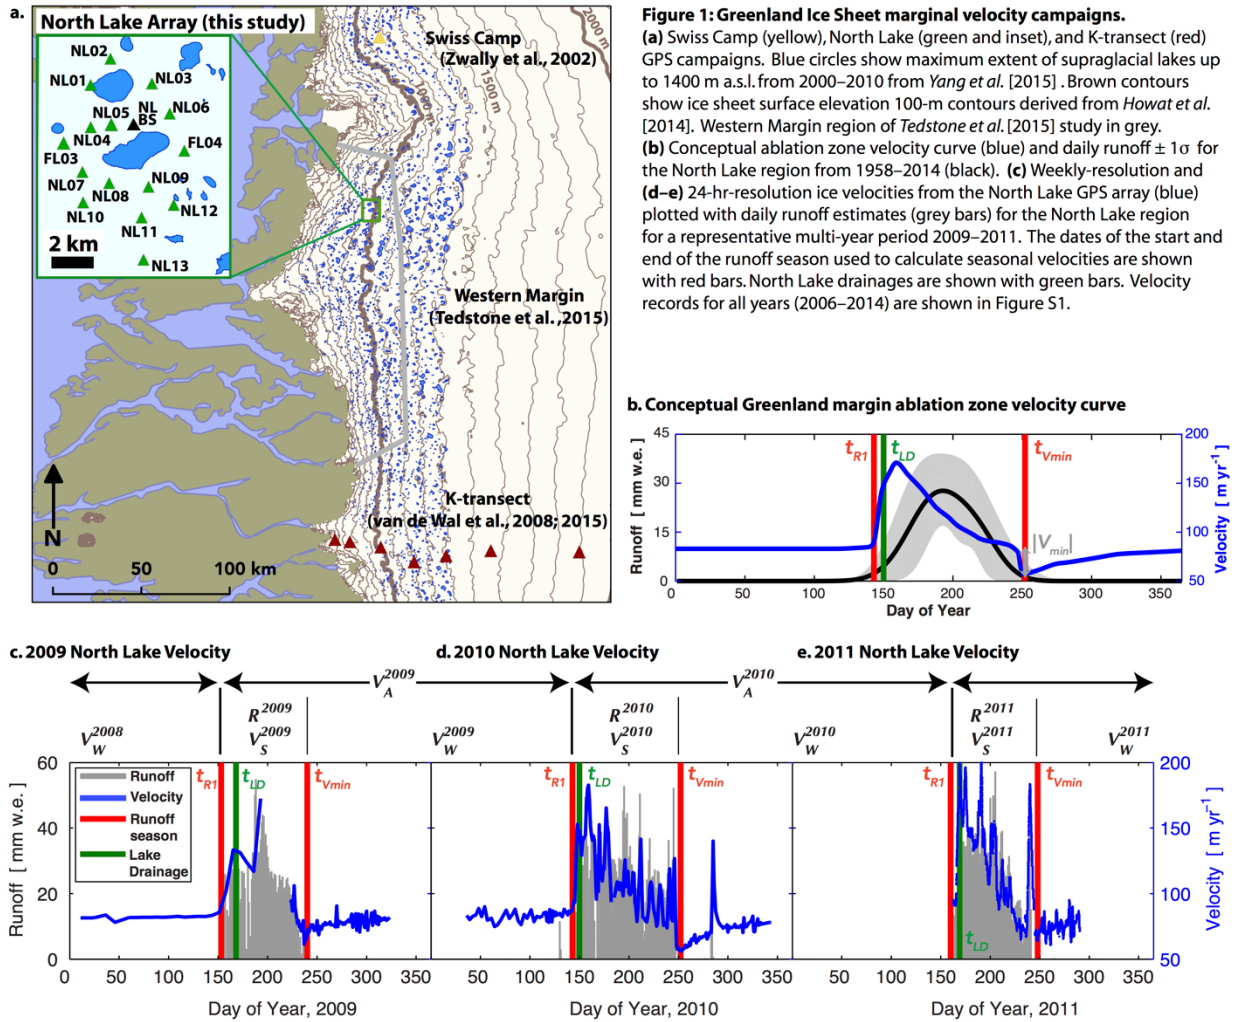 a.
North Lake Array (this study)
NL02
NL01
NL03
NL05
NL
BS
NL06
NL04
FL03
FL04
NL07
NL08
NL09
NL10
NL12
NL11
2 km
NL13
Swiss Camp
(Zwally et al., 2002)
2000 m
1500 m
1000 m
Western Margin
(Tedstone et al., 2015)
K-transect
(van de Wal et al., 2008; 2015)
N
0 50 100 km
Figure 1: Greenland Ice Sheet marginal velocity campaigns.
(a) Swiss Camp (yellow), North Lake (green and inset), and K-transect (red)
GPS campaigns. Blue circles show maximum extent of supraglacial lakes up
to 1400 m a.s.l. from 2000–2010 from Yang et al. [2015] . Brown contours
show ice sheet surface elevation 100-m contours derived from Howat et al.
[2014]. Western Margin region of Tedstone et al. [2015] study in grey.
(b) Conceptual ablation zone velocity curve (blue) and daily runoff ± 1σ for
the North Lake region from 1958–2014 (black). (c) Weekly-resolution and
(d–e) 24-hr-resolution ice velocities from the North Lake GPS array (blue)
plotted with daily runoff estimates (grey bars) for the North Lake region
for a representative multi-year period 2009–2011. The dates of the start and
end of the runoff season used to calculate seasonal velocities are shown
with red bars. North Lake drainages are shown with green bars. Velocity
records for all years (2006–2014) are shown in Figure S1.
b. Conceptual Greenland margin ablation zone velocity curve
Runoff [ mm w.e. ]
45
30
15
0
t_R1
t_LD
t_Vmin
|V_min|
200
150
100
50
Velocity [ m yr⁻¹ ]
0 50 100 150 200 250 300 350
Day of Year
c. 2009 North Lake Velocity
d. 2010 North Lake Velocity
e. 2011 North Lake Velocity
V_A^2009
V_A^2010
V_W^2008
R^2009
V_S^2009
V_W^2009
R^2010
V_S^2010
V_W^2010
R^2011
V_S^2011
V_W^2011
Runoff [ mm w.e. ]
60
40
20
0
Runoff
Velocity
Runoff
season
Lake
Drainage
t_R1
t_LD
t_Vmin
t_R1
t_LD
t_Vmin
t_R1
t_LD
t_Vmin
200
150
100
50
Velocity [ m yr⁻¹ ]
0 50 100 150 200 250 300 350
50 100 150 200 250 300 350
50 100 150 200 250 300 350
Day of Year, 2009
Day of Year, 2010
Day of Year, 2011